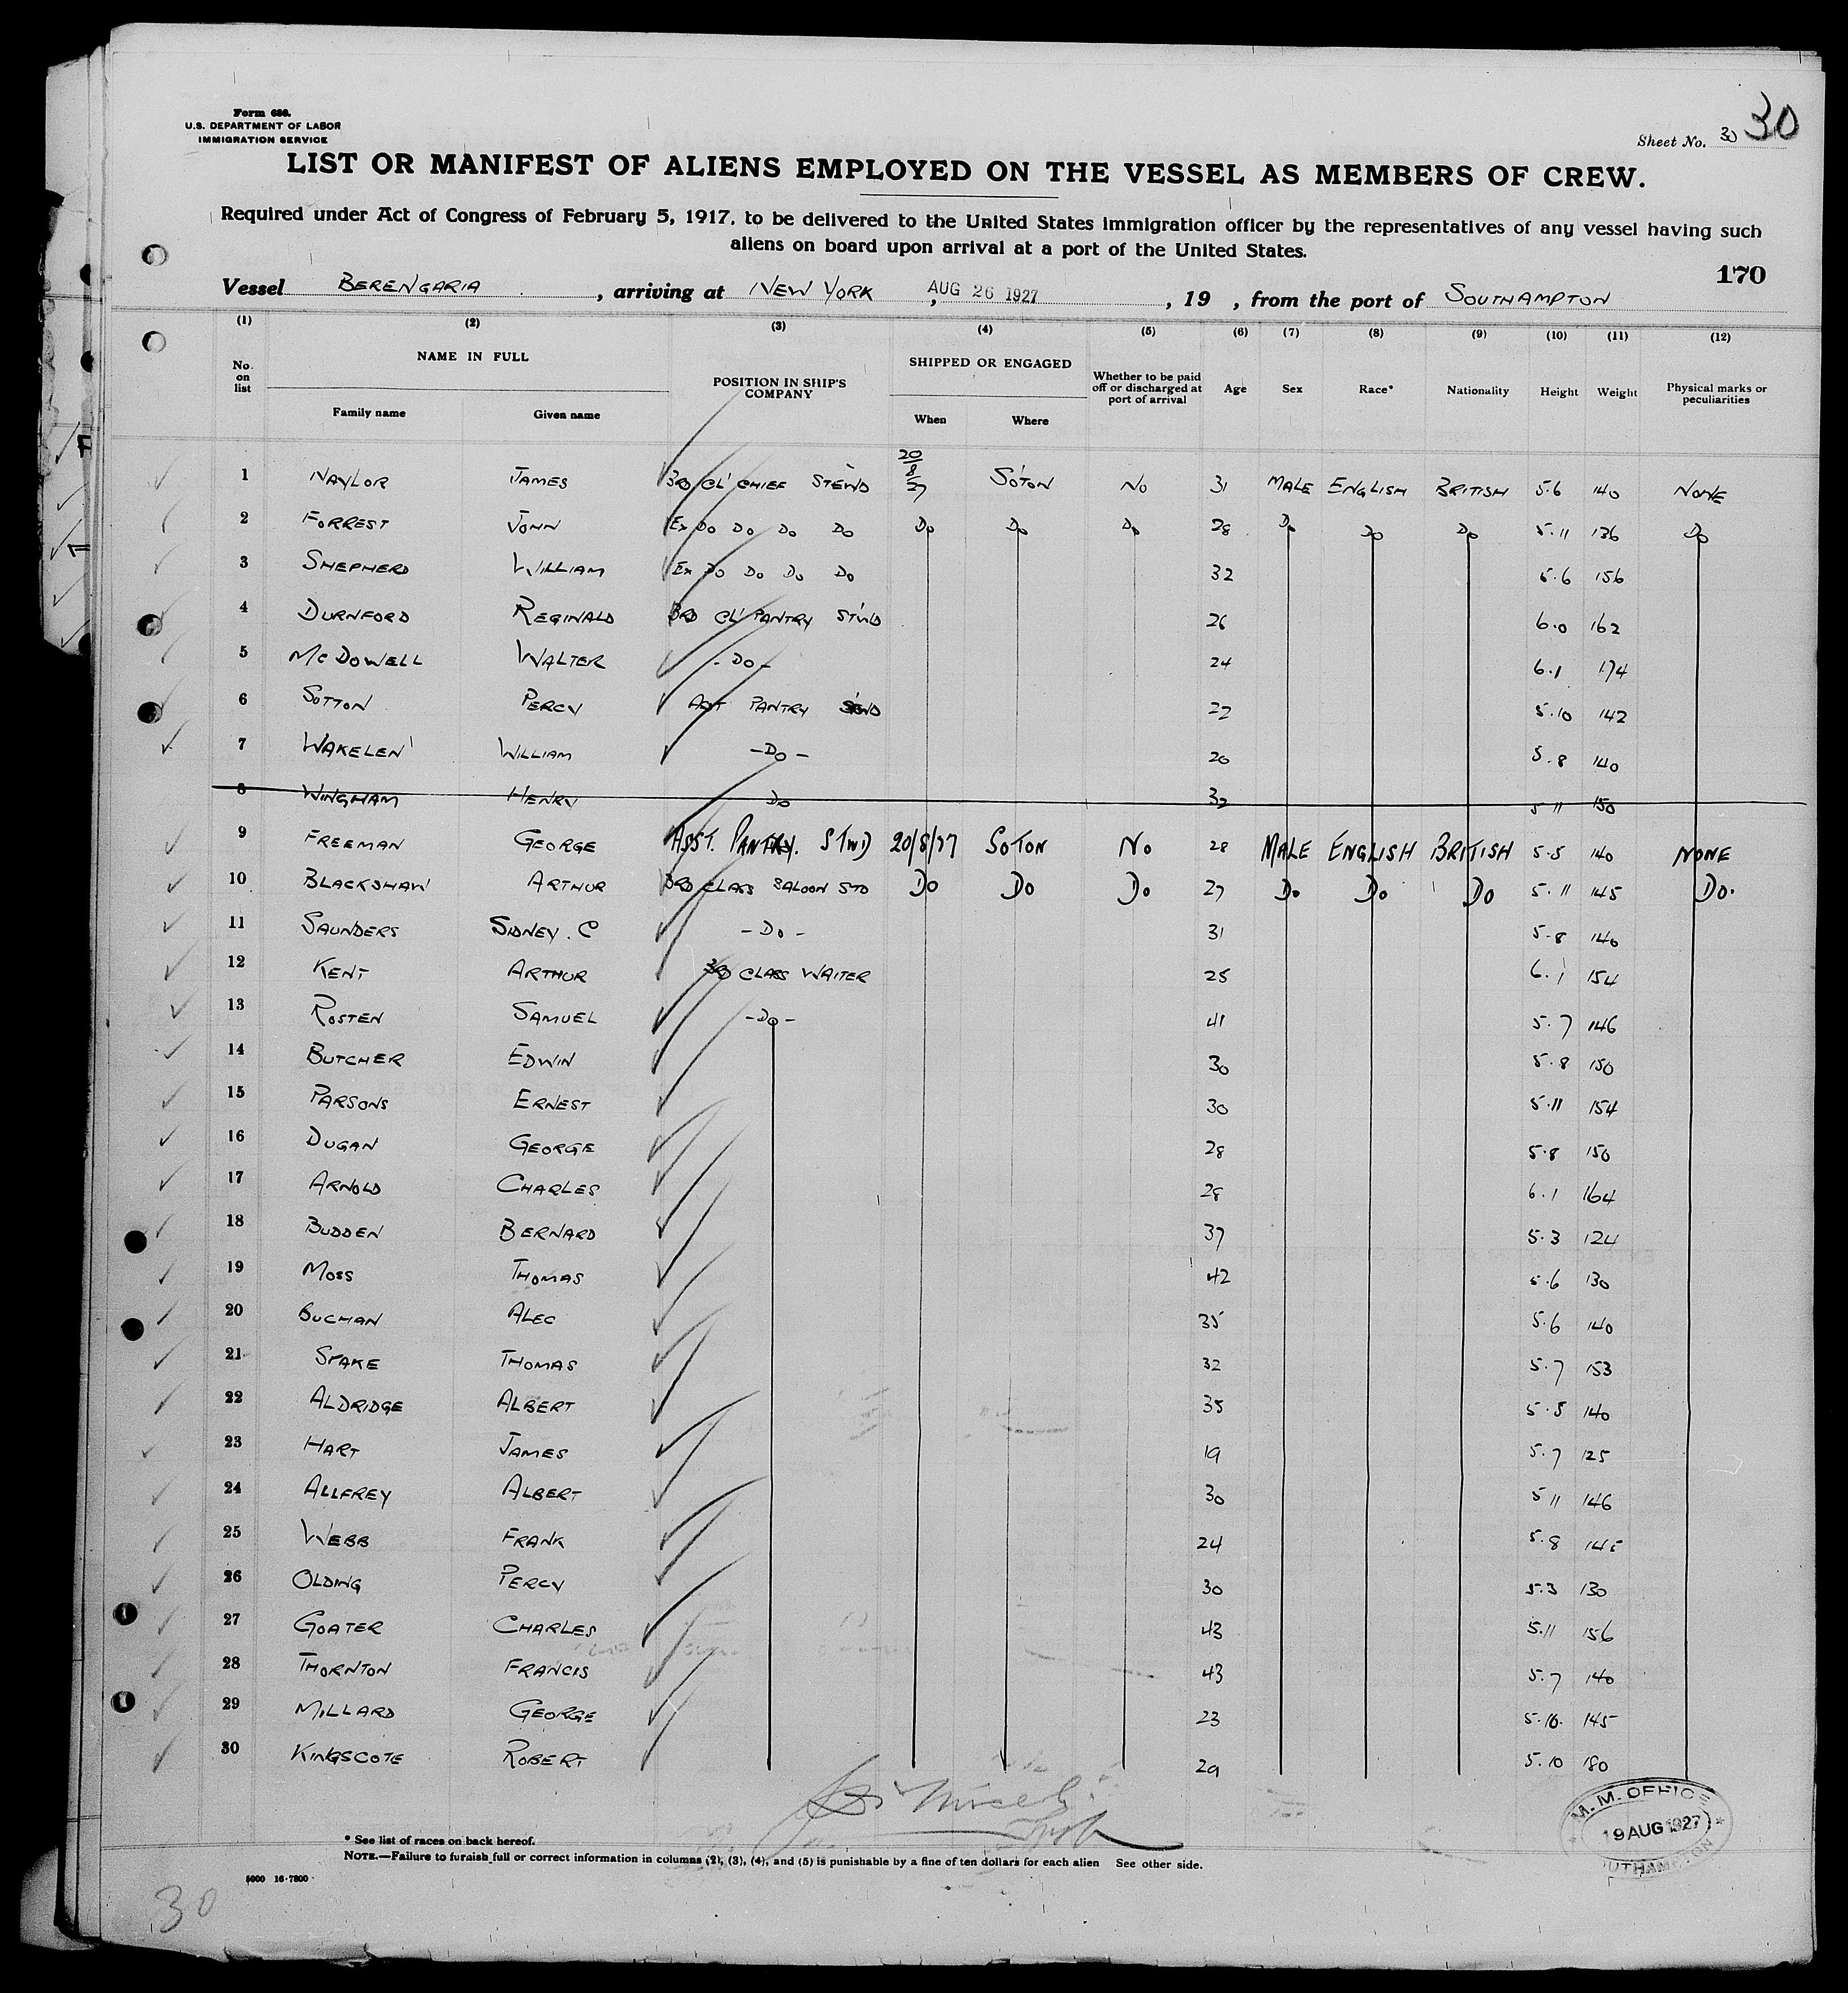 Form 686.
U.S. DEPARTMENT OF LABOR
IMMIGRATION SERVICE
Sheet No. 30 30
LIST OR MANIFEST OF ALIENS EMPLOYED ON THE VESSEL AS MEMBERS OF CREW.
Required under Act of Congress of February 5, 1917, to be delivered to the United States immigration officer by the representatives of any vessel having such
aliens on board upon arrival at a port of the United States.
170
Vessel BERENGARIA, arriving at NEW YORK, AUG 26 1927, 19 , from the port of SOUTHAMPTON
(1) (2) (3) (4) (5) (6) (7) (8) (9) (10) (11) (12)
No. on list NAME IN FULL Family name Given name POSITION IN SHIP'S COMPANY SHIPPED OR ENGAGED When Where Whether to be paid off or discharged at port of arrival Age Sex Race* Nationality Height Weight Physical marks or peculiarities
1 NAYLOR JAMES 3RD CL' CHIEF STEWD 20/8/27 SOTON NO 31 MALE ENGLISH BRITISH 5.6 140 NONE
2 FORREST JOHN Ex DO DO DO DO DO DO DO 28 DO DO DO 5.11 136 DO
3 SHEPHERD WILLIAM Ex DO DO DO DO 32 5.6 156
4 DURNFORD REGINALD 3RD CL' PANTRY STWD 26 6.0 162
5 McDOWELL WALTER -DO- 24 6.1 174
6 SOTTON PERCY ASST PANTRY STWD 22 5.10 142
7 WAKELEN WILLIAM -DO- 20 5.8 140
8 WINGHAM HENRY DO 32 5 11 150
9 FREEMAN GEORGE ASST. PANTRY. STWD 20/8/27 SOTON NO 28 MALE ENGLISH BRITISH 5.5 140 NONE
10 BLACKSHAW ARTHUR 3RD CLASS SALOON STD DO DO DO 27 DO DO DO 5.11 145 DO.
11 SAUNDERS SIDNEY. C -DO- 31 5.8 140
12 KENT ARTHUR 3RD CLASS WAITER 25 6.1 154
13 ROSTEN SAMUEL -DO- 41 5.7 146
14 BUTCHER EDWIN 30 5.8 150
15 PARSONS ERNEST 30 5.11 154
16 DUGAN GEORGE 28 5.8 150
17 ARNOLD CHARLES 28 6.1 164
18 BUDDEN BERNARD 37 5.3 124
19 MOSS THOMAS 42 5.6 130
20 BUCHAN ALEC 35 5.6 140
21 SPAKE THOMAS 32 5.7 153
22 ALDRIDGE ALBERT 35 5.5 140
23 HART JAMES 19 5.7 125
24 ALLFREY ALBERT 30 5 11 146
25 WEBB FRANK 24 5.8 145
26 OLDING PERCY 30 5.3 130
27 GOATER CHARLES 43 5.11 156
28 THORNTON FRANCIS 43 5.7 140
29 MILLARD GEORGE 23 5.10. 145
30 KINGSCOTE ROBERT 29 5.10 180
M. M. OFFICE
19 AUG 1927
SOUTHAMPTON
* See list of races on back hereof.
NOTE.—Failure to furnish full or correct information in columns (2), (3), (4), and (5) is punishable by a fine of ten dollars for each alien See other side.
5000 16-7800
30